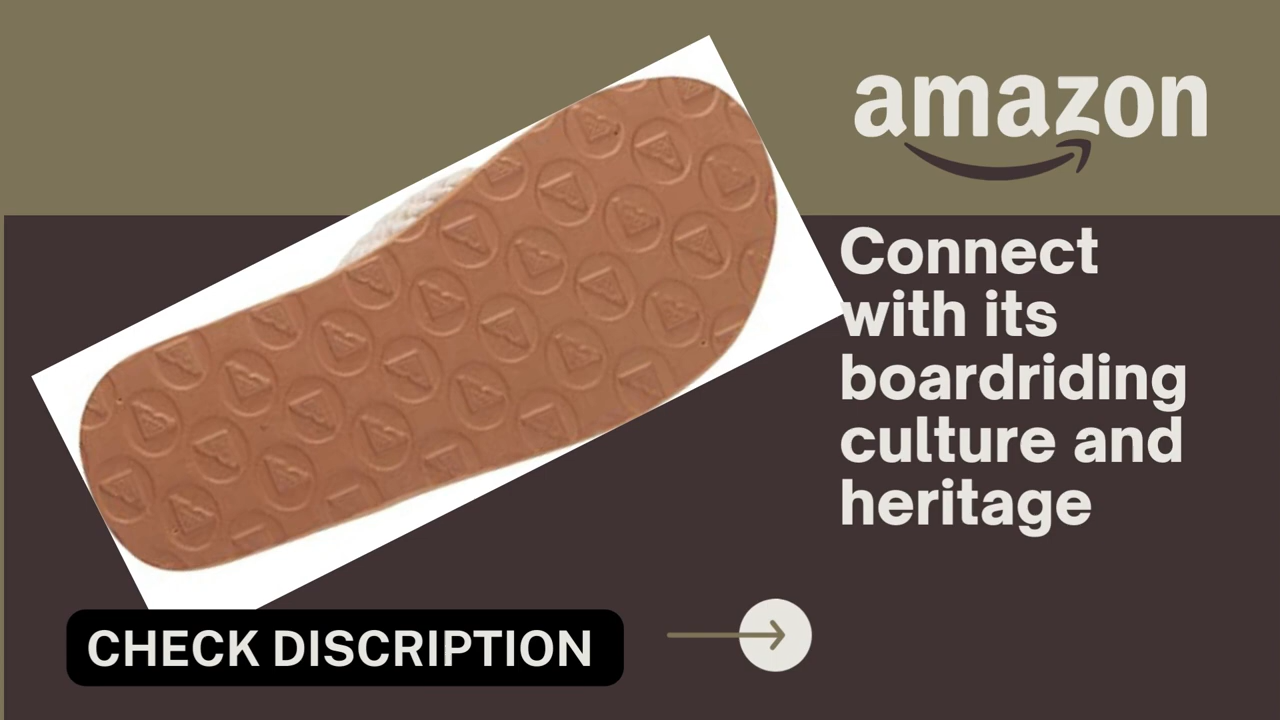 amazon
Connect
with its
boardriding
culture and
heritage
CHECK DISCRIPTION